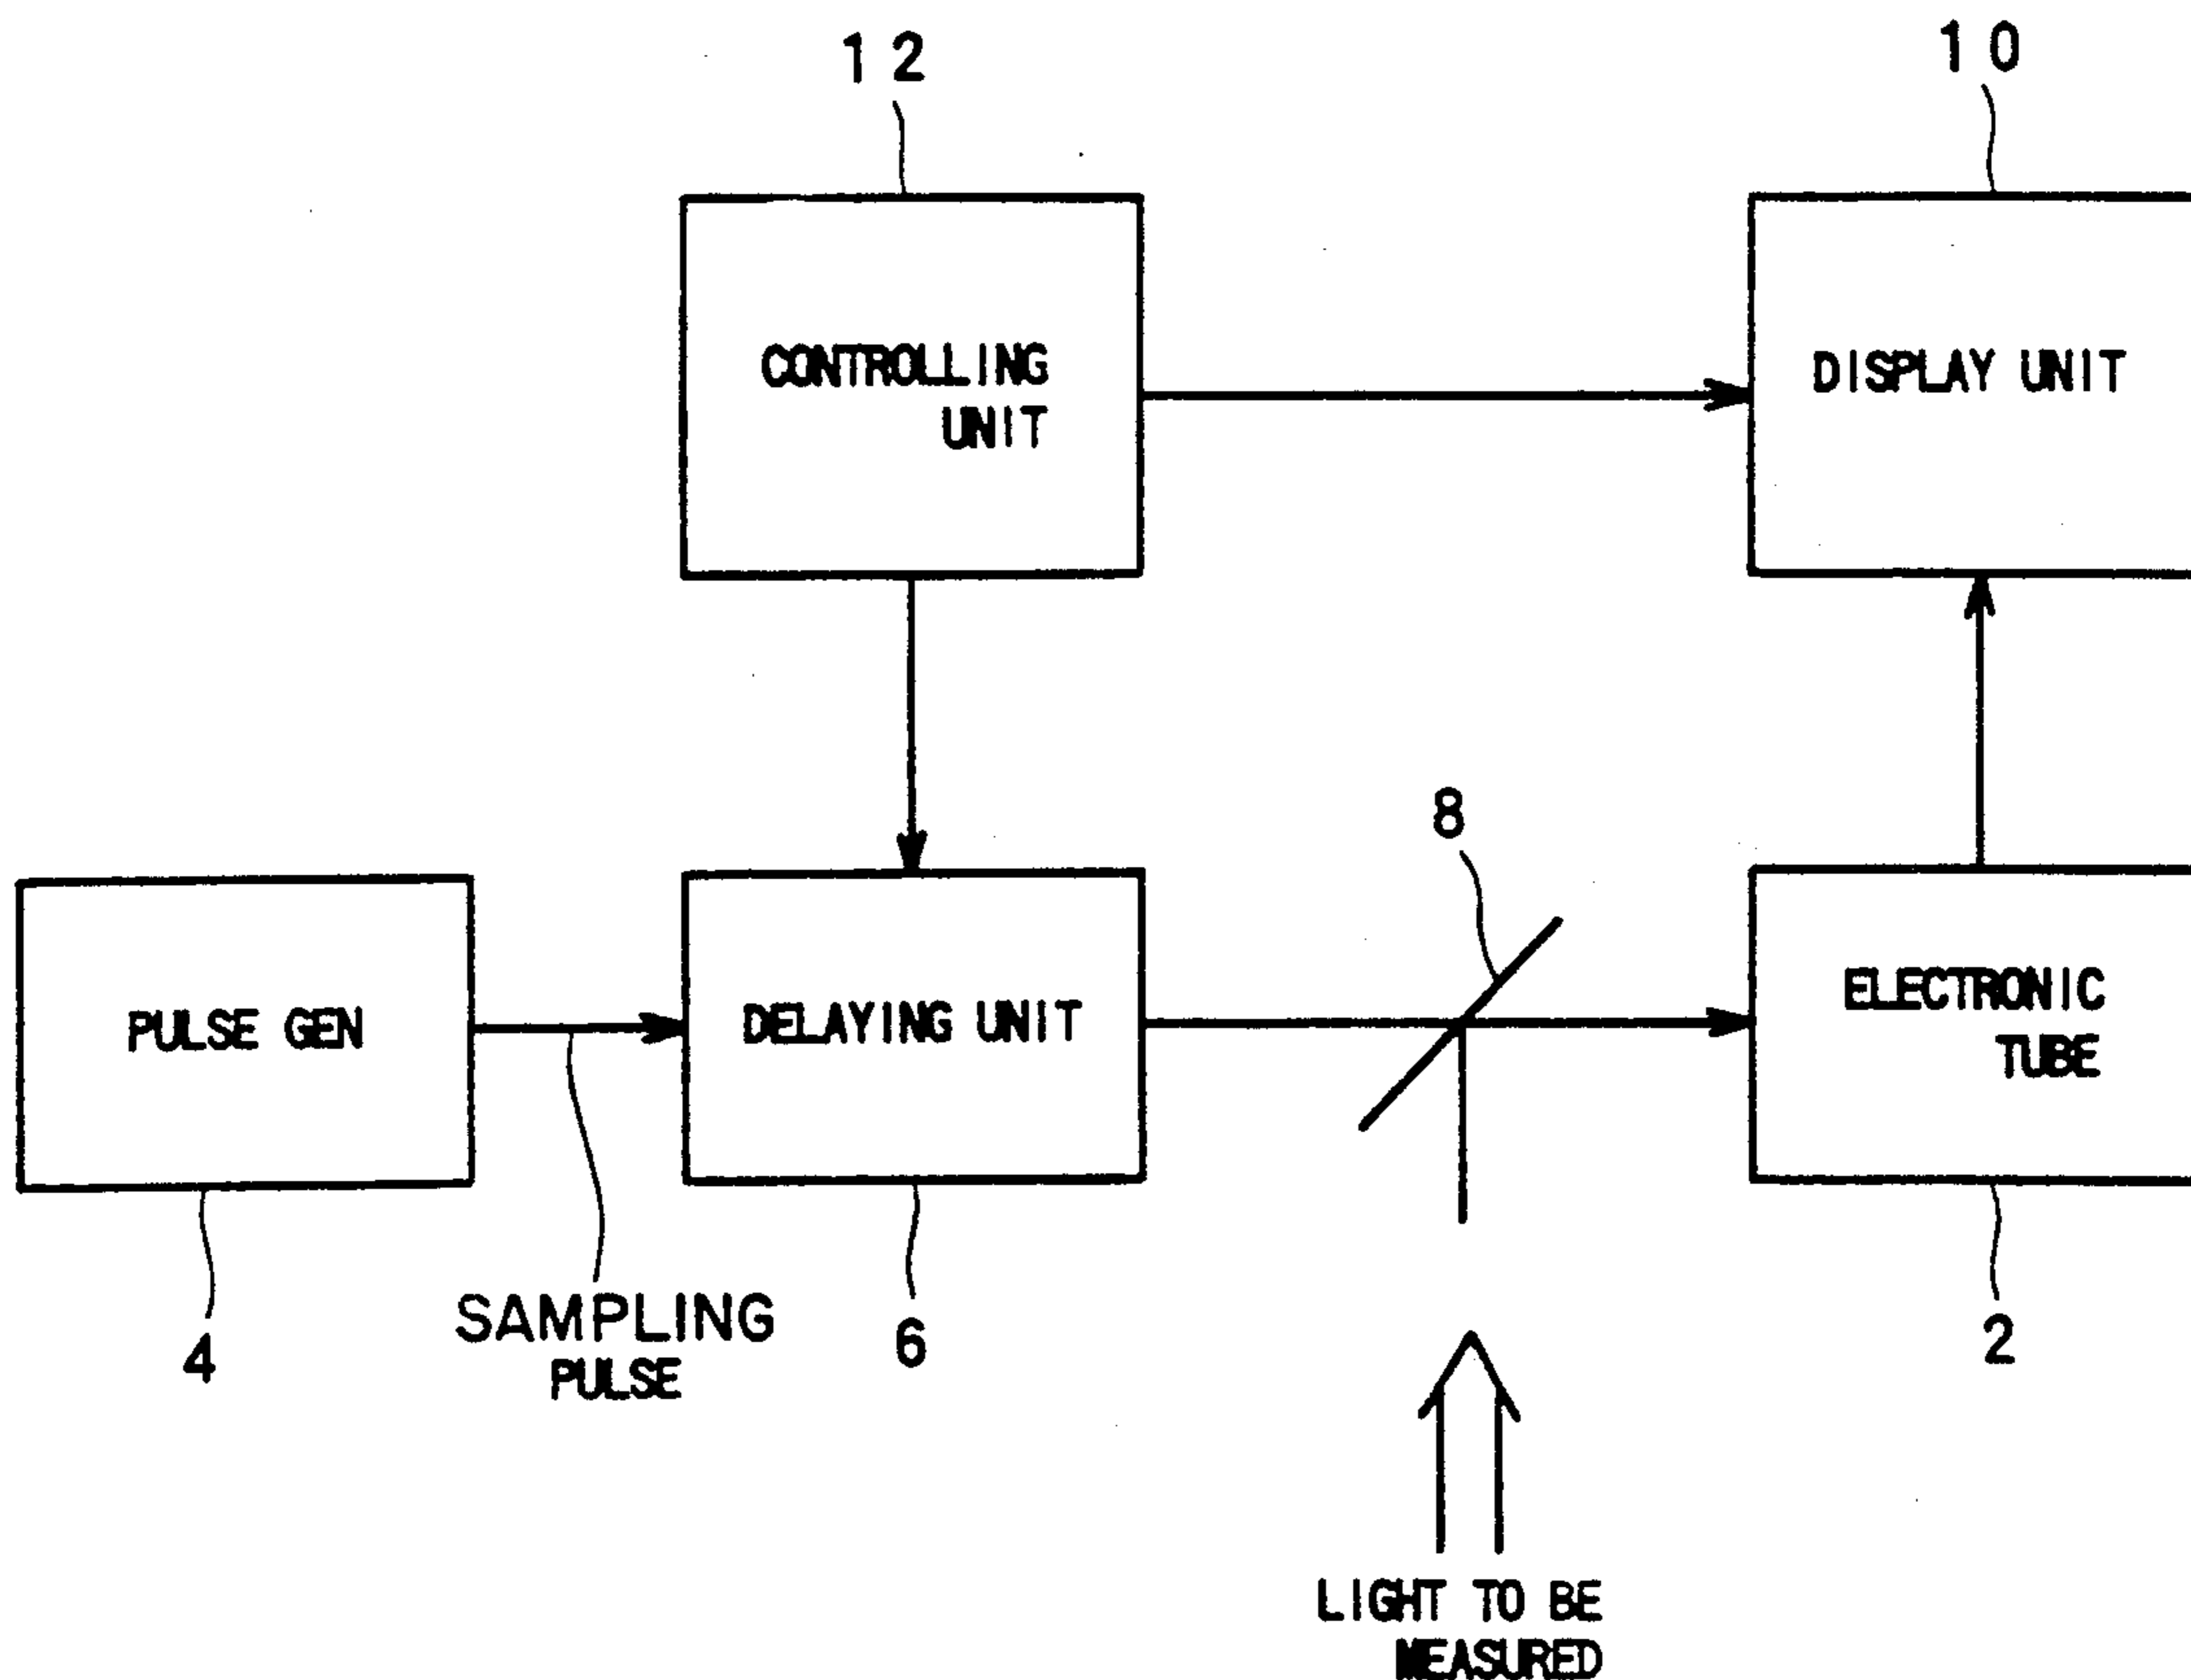 12
10
CONTROLLING
UNIT
DISPLAY UNIT
8
PULSE GEN
DELAYING UNIT
ELECTRONIC
TUBE
4
SAMPLING
PULSE
6
2
LIGHT TO BE
MEASURED